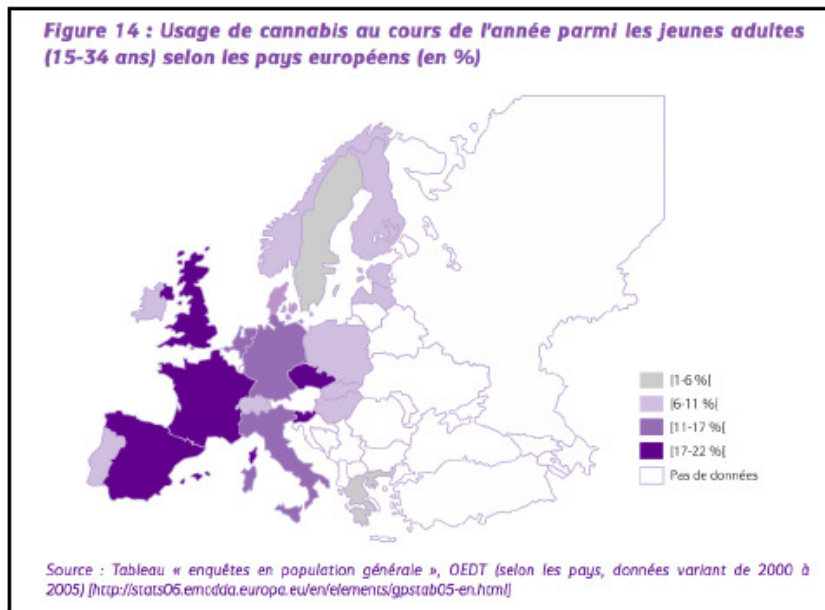 Figure 14 : Usage de cannabis au cours de l'année parmi les jeunes adultes
(15-34 ans) selon les pays européens (en %)
[1-6 %[
[6-11 %[
[11-17 %[
[17-22 %[
Pas de données
Source : Tableau « enquêtes en population générale », OEDT (selon les pays, données variant de 2000 à
2005) [http://stats06.emcdda.europa.eu/en/elements/gpstab05-en.html]